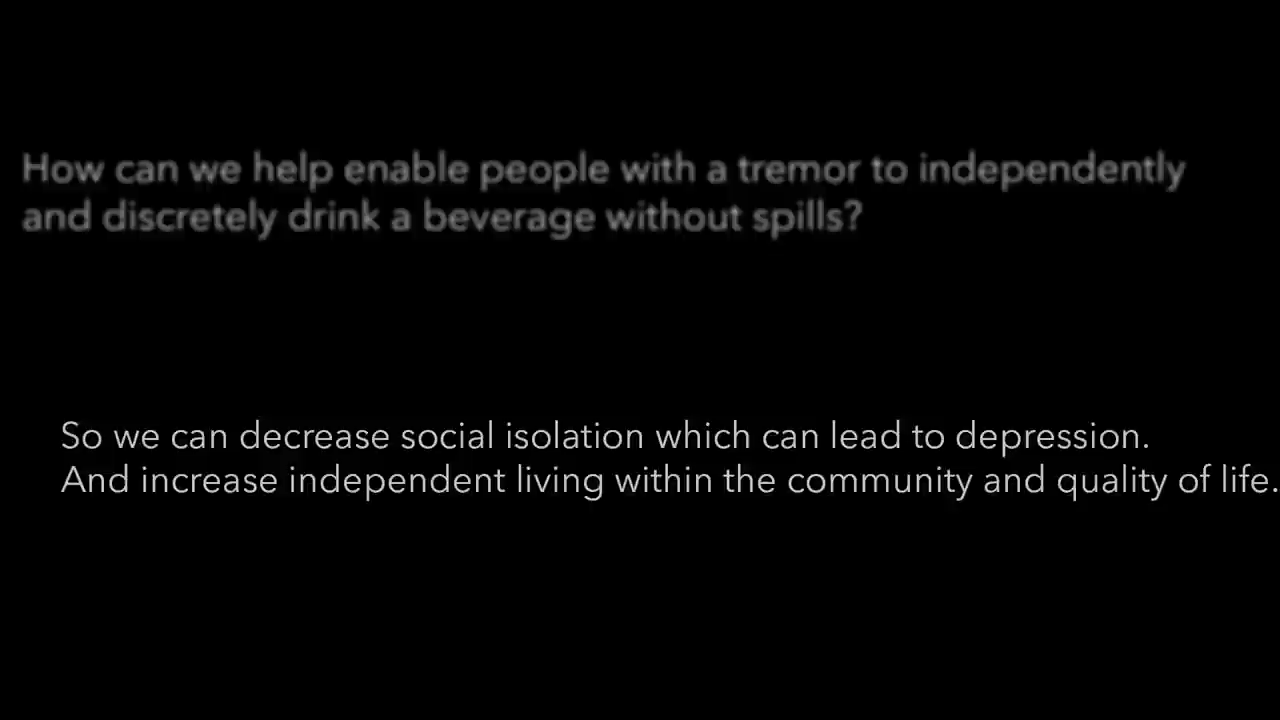 How can we help enable people with a tremor to independently
and discretely drink a beverage without spills?
So we can decrease social isolation which can lead to depression.
And increase independent living within the community and quality of life.